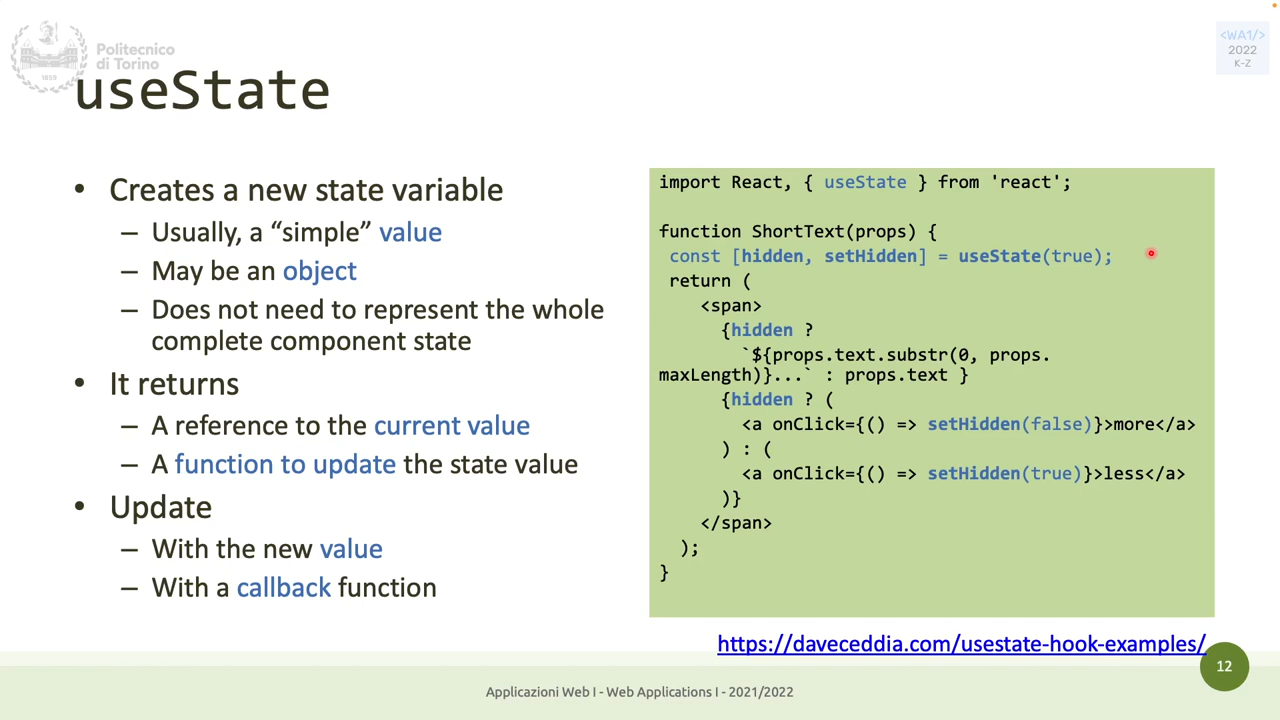 Politecnico
di Torino
1859
<WA1/>
2022
K-Z
useState
• Creates a new state variable
– Usually, a “simple” value
– May be an object
– Does not need to represent the whole
complete component state
• It returns
– A reference to the current value
– A function to update the state value
• Update
– With the new value
– With a callback function
import React, { useState } from 'react';
function ShortText(props) {
const [hidden, setHidden] = useState(true);
return (
<span>
{hidden ?
`${props.text.substr(0, props.
maxLength)}...` : props.text }
{hidden ? (
<a onClick={() => setHidden(false)}>more</a>
) : (
<a onClick={() => setHidden(true)}>less</a>
)}
</span>
);
}
https://daveceddia.com/usestate-hook-examples/
12
Applicazioni Web I - Web Applications I - 2021/2022